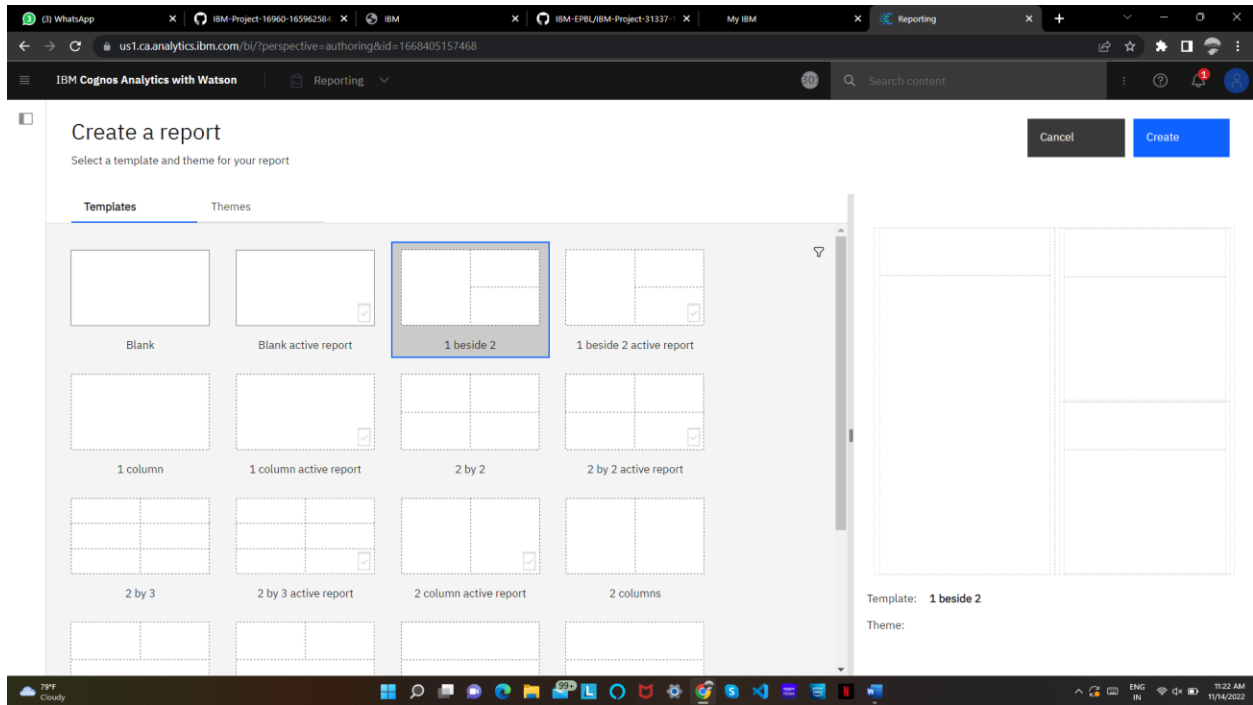 (3) WhatsApp
IBM-Project-16960-165962584
IBM
IBM-EPBL/IBM-Project-31337-1
My IBM
Reporting
us1.ca.analytics.ibm.com/bi/?perspective=authoring&id=1668405157468
IBM Cognos Analytics with Watson
Reporting
Search content
1
Create a report
Cancel
Create
Select a template and theme for your report
Templates
Themes
Blank
Blank active report
1 beside 2
1 beside 2 active report
1 column
1 column active report
2 by 2
2 by 2 active report
2 by 3
2 by 3 active report
2 column active report
2 columns
Template: 1 beside 2
Theme:
79°F
Cloudy
99+
ENG
IN
11:22 AM
11/14/2022